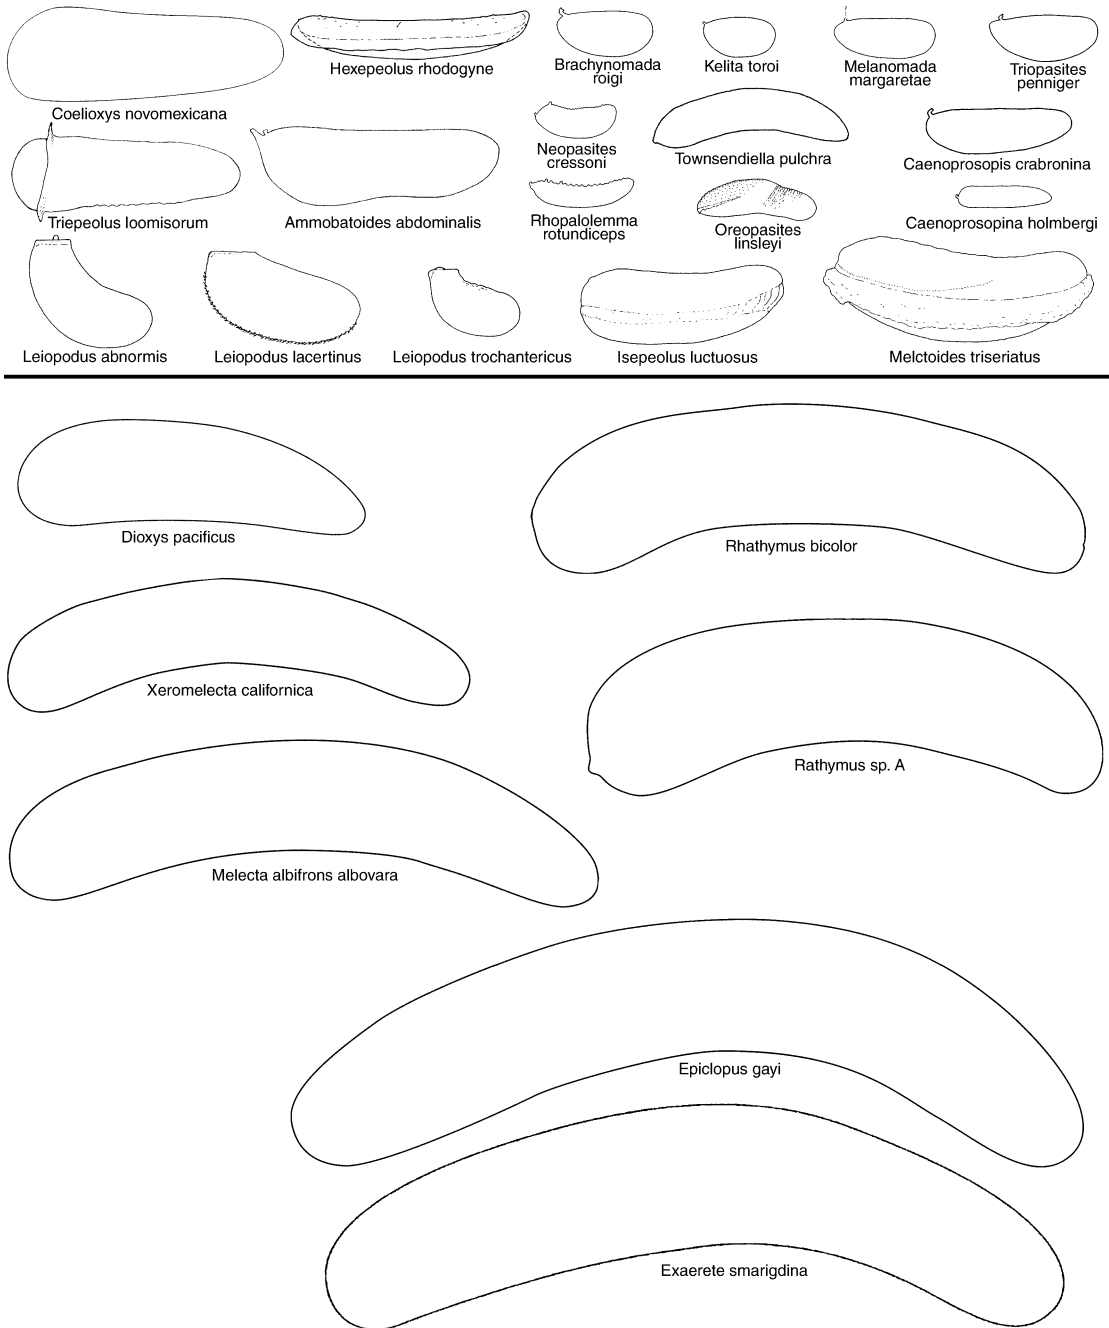 Hexepeolus rhodogyne
Brachynomada
roigi
Kelita toroi
Melanomada
margaretae
Triopasites
penniger
Coelioxys novomexicana
Neopasites
cressoni
Townsendiella pulchra
Caenoprosopis crabronina
Triepeolus loomisorum
Ammobatoides abdominalis
Rhopalolemma
rotundiceps
Oreopasites
linsleyi
Caenoprosopina holmbergi
Leiopodus abnormis
Leiopodus lacertinus
Leiopodus trochantericus
Isepeolus luctuosus
Melctoides triseriatus
Dioxys pacificus
Rhathymus bicolor
Xeromelecta californica
Rathymus sp. A
Melecta albifrons albovara
Epiclopus gayi
Exaerete smarigdina